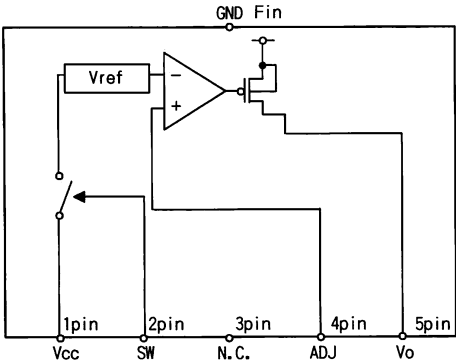 GND Fin
Vref
−
+
1pin 2pin 3pin 4pin 5pin
Vcc SW N.C. ADJ Vo